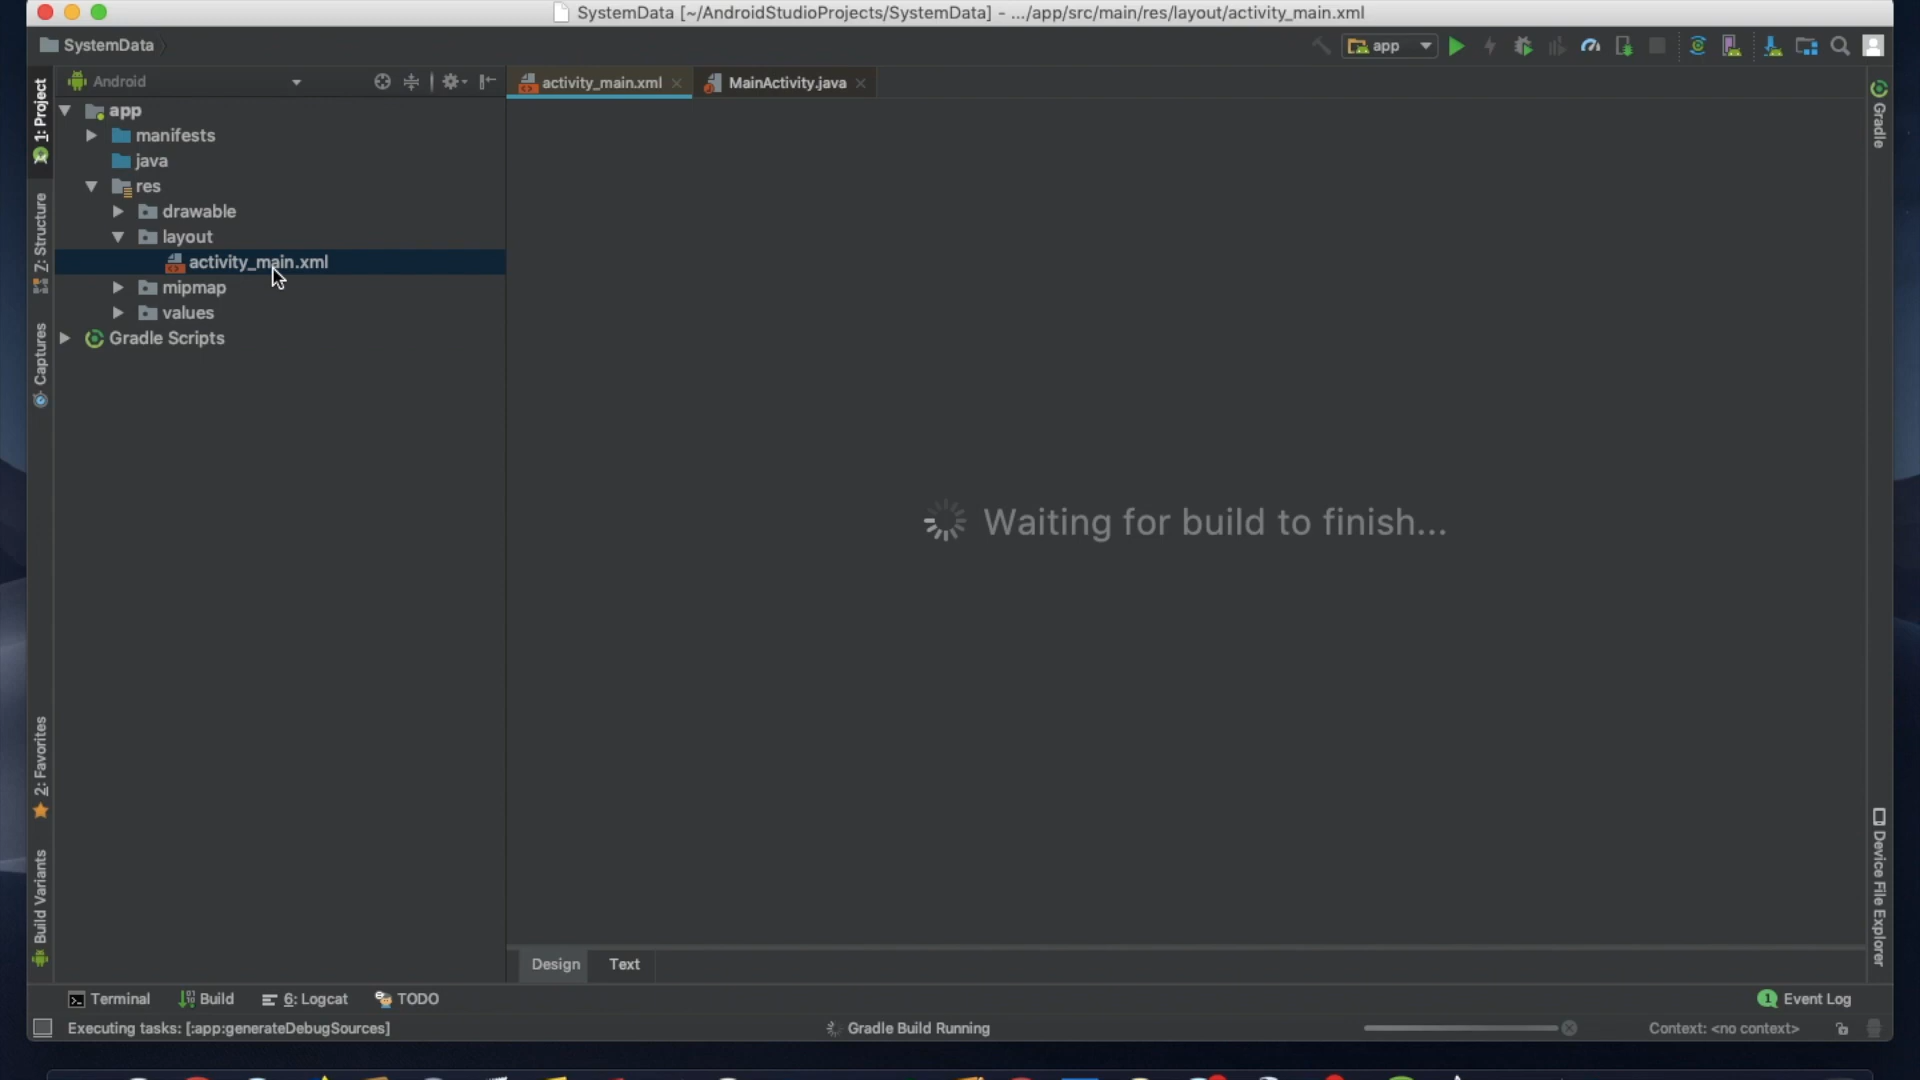 SystemData [~/AndroidStudioProjects/SystemData] - .../app/src/main/res/layout/activity_main.xml
SystemData
app
1: Project
Android
activity_main.xml
MainActivity.java
Gradle
app
manifests
java
res
drawable
layout
activity_main.xml
mipmap
values
Gradle Scripts
Z: Structure
Captures
Waiting for build to finish...
2: Favorites
Build Variants
Device File Explorer
Design
Text
Terminal
Build
6: Logcat
TODO
1 Event Log
Executing tasks: [:app:generateDebugSources]
Gradle Build Running
Context: <no context>